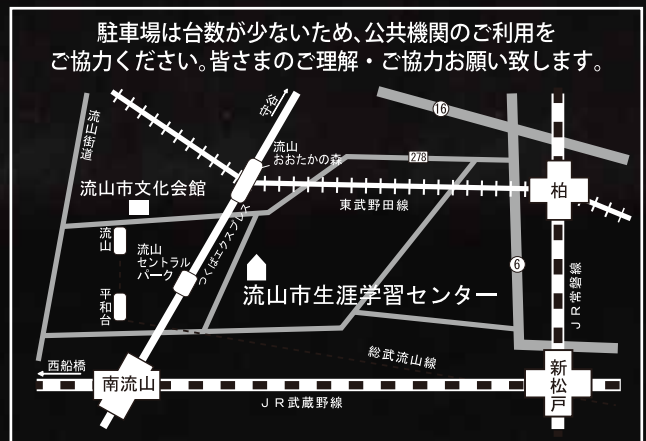 駐車場は台数が少ないため、公共機関のご利用を
ご協力ください。皆さまのご理解・ご協力お願い致します。
守谷
16
流山街道
流山
おおたかの森
278
柏
流山市文化会館
東武野田線
流山
流山
セントラル
パーク
つくばエクスプレス
6
平和台
流山市生涯学習センター
JR常磐線
総武流山線
西船橋
南流山
新松戸
JR武蔵野線